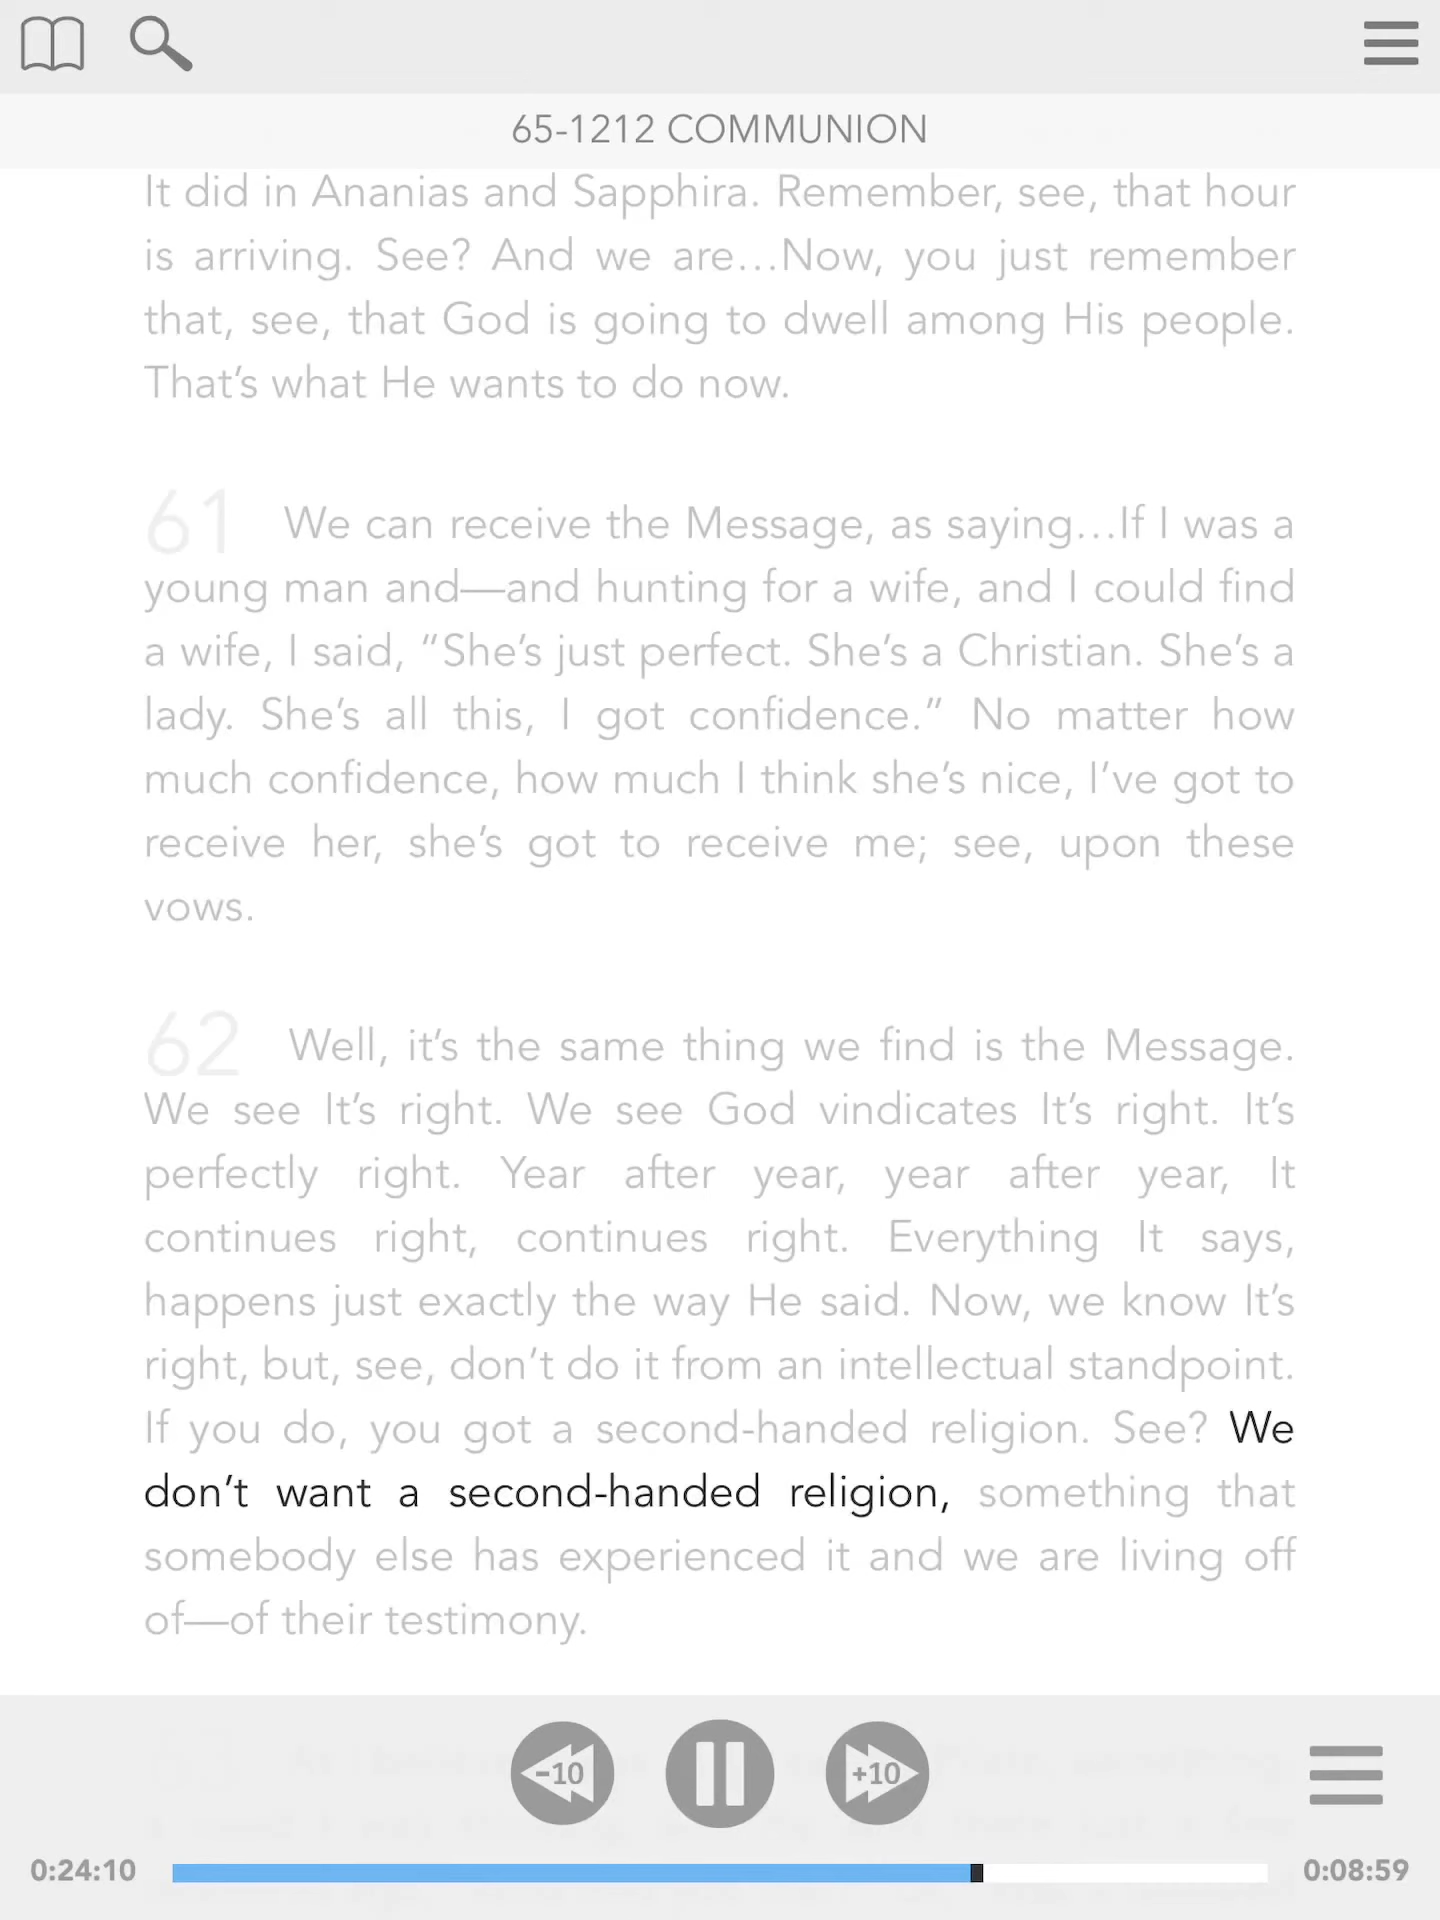 65-1212 COMMUNION
It did in Ananias and Sapphira. Remember, see, that hour
is arriving. See? And we are…Now, you just remember
that, see, that God is going to dwell among His people.
That’s what He wants to do now.
61 We can receive the Message, as saying…If I was a
young man and—and hunting for a wife, and I could find
a wife, I said, “She’s just perfect. She’s a Christian. She’s a
lady. She’s all this, I got confidence.” No matter how
much confidence, how much I think she’s nice, I’ve got to
receive her, she’s got to receive me; see, upon these
vows.
62 Well, it’s the same thing we find is the Message.
We see It’s right. We see God vindicates It’s right. It’s
perfectly right. Year after year, year after year, It
continues right, continues right. Everything It says,
happens just exactly the way He said. Now, we know It’s
right, but, see, don’t do it from an intellectual standpoint.
If you do, you got a second-handed religion. See? We
don’t want a second-handed religion, something that
somebody else has experienced it and we are living off
of—of their testimony.
-10 +10
0:24:10 0:08:59